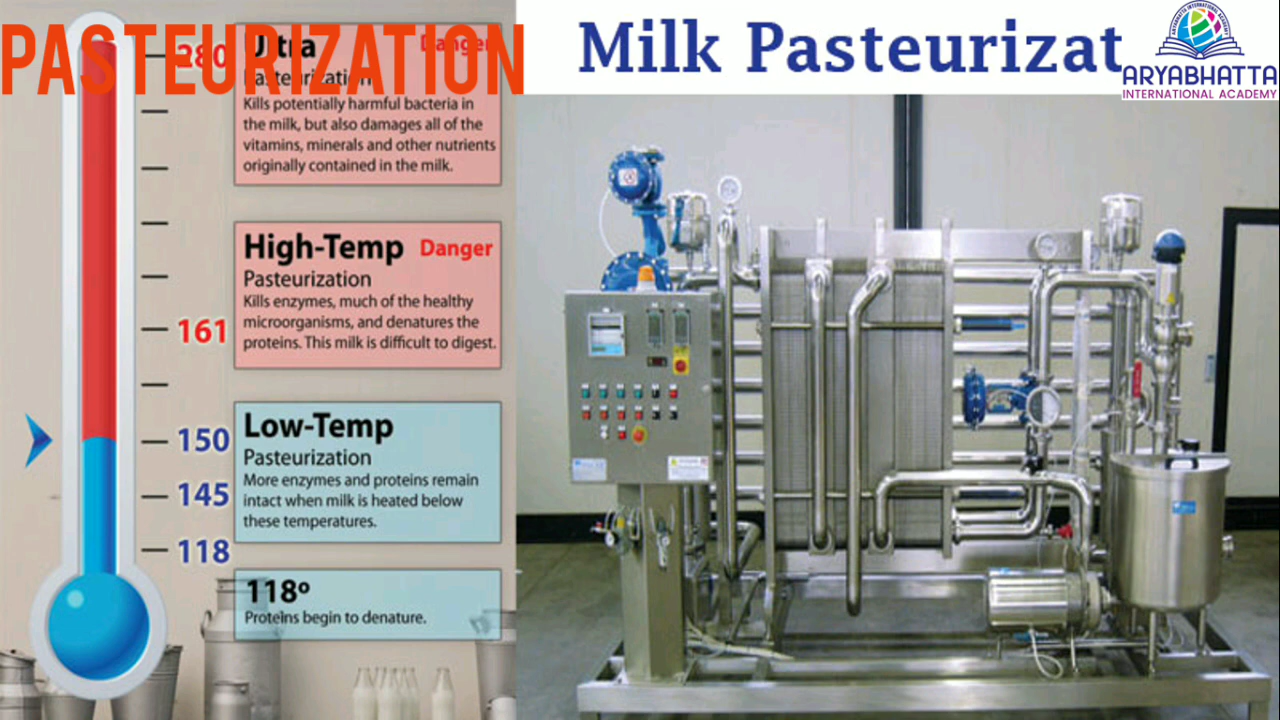 PASTEURIZATION
280
Ultra Danger
Pasteurization
Kills potentially harmful bacteria in
the milk, but also damages all of the
vitamins, minerals and other nutrients
originally contained in the milk.
161
High-Temp Danger
Pasteurization
Kills enzymes, much of the healthy
microorganisms, and denatures the
proteins. This milk is difficult to digest.
150
145
118
Low-Temp
Pasteurization
More enzymes and proteins remain
intact when milk is heated below
these temperatures.
118º
Proteins begin to denature.
Milk Pasteurizat
ARYABHATTA
INTERNATIONAL ACADEMY